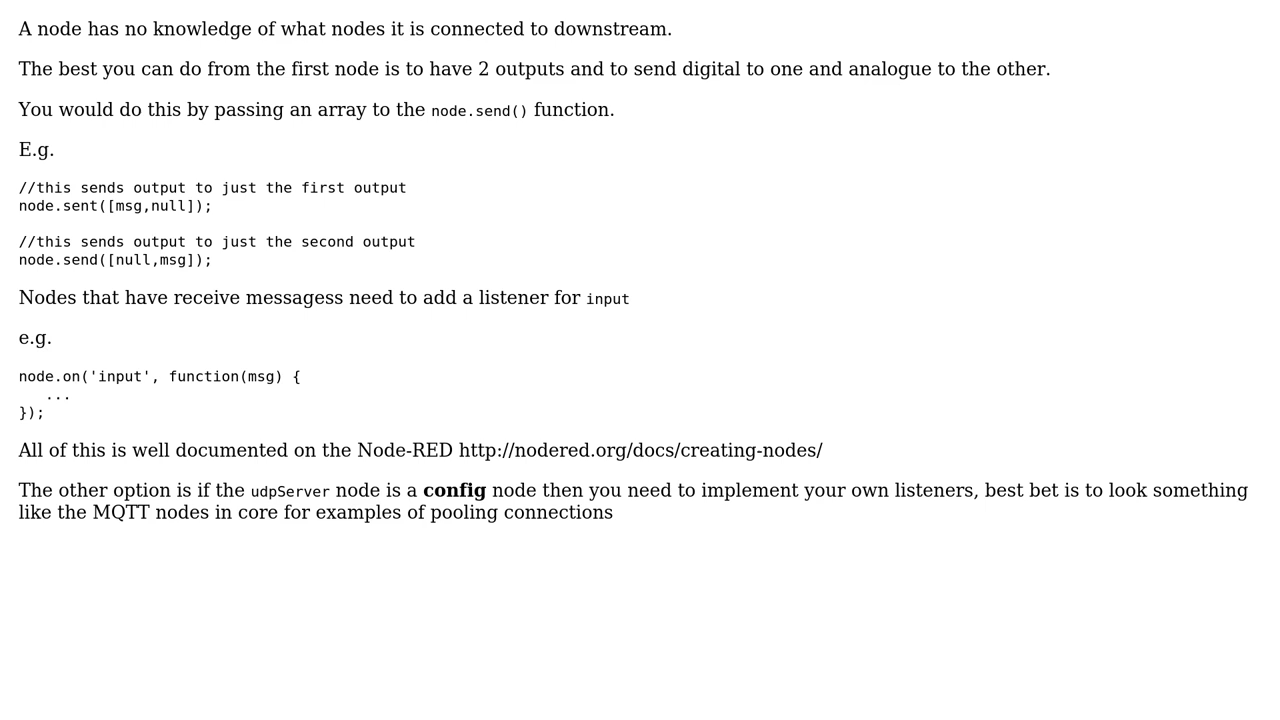 A node has no knowledge of what nodes it is connected to downstream.
The best you can do from the first node is to have 2 outputs and to send digital to one and analogue to the other.
You would do this by passing an array to the node.send() function.
E.g.
//this sends output to just the first output
node.sent([msg,null]);
//this sends output to just the second output
node.send([null,msg]);
Nodes that have receive messagess need to add a listener for input
e.g.
node.on('input', function(msg) {
   ...
});
All of this is well documented on the Node-RED http://nodered.org/docs/creating-nodes/
The other option is if the udpServer node is a config node then you need to implement your own listeners, best bet is to look something
like the MQTT nodes in core for examples of pooling connections